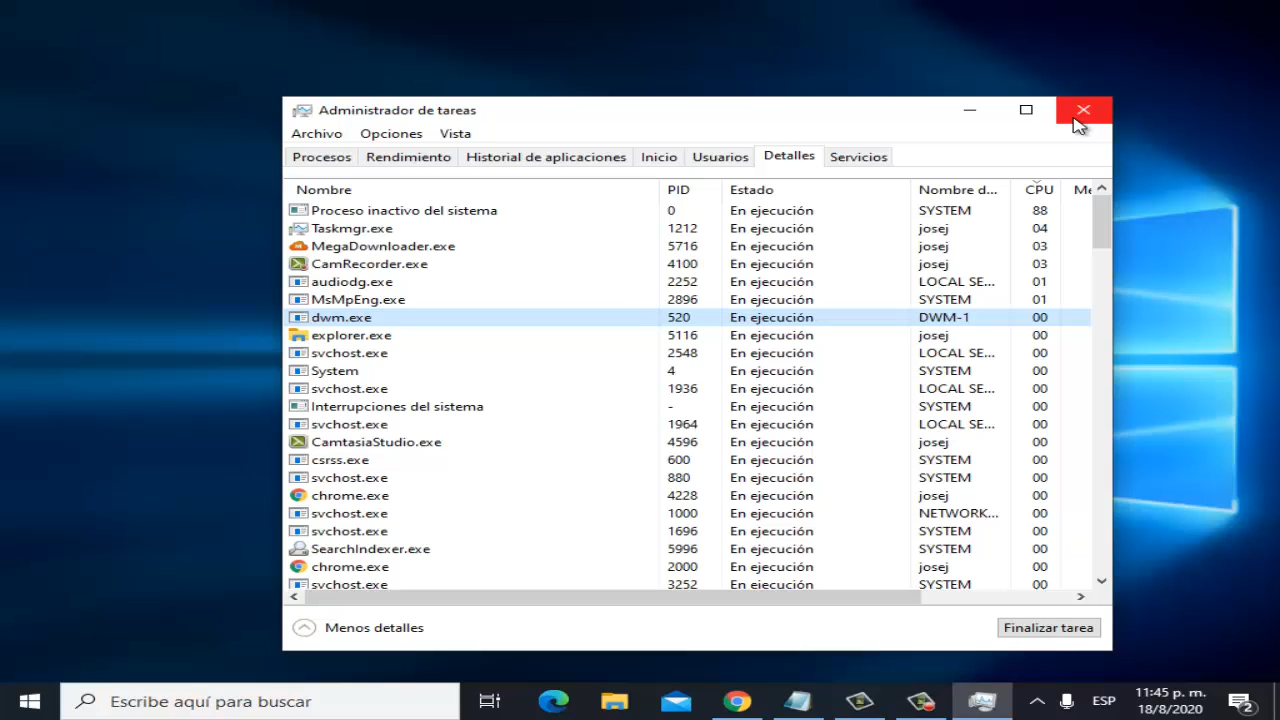 Administrador de tareas
Archivo Opciones Vista
Procesos Rendimiento Historial de aplicaciones Inicio Usuarios Detalles Servicios
Nombre PID Estado Nombre d... CPU Me
Proceso inactivo del sistema 0 En ejecución SYSTEM 88
Taskmgr.exe 1212 En ejecución josej 04
MegaDownloader.exe 5716 En ejecución josej 03
CamRecorder.exe 4100 En ejecución josej 03
audiodg.exe 2252 En ejecución LOCAL SE... 01
MsMpEng.exe 2896 En ejecución SYSTEM 01
dwm.exe 520 En ejecución DWM-1 00
explorer.exe 5116 En ejecución josej 00
svchost.exe 2548 En ejecución LOCAL SE... 00
System 4 En ejecución SYSTEM 00
svchost.exe 1936 En ejecución LOCAL SE... 00
Interrupciones del sistema - En ejecución SYSTEM 00
svchost.exe 1964 En ejecución LOCAL SE... 00
CamtasiaStudio.exe 4596 En ejecución josej 00
csrss.exe 600 En ejecución SYSTEM 00
svchost.exe 880 En ejecución SYSTEM 00
chrome.exe 4228 En ejecución josej 00
svchost.exe 1000 En ejecución NETWORK... 00
svchost.exe 1696 En ejecución SYSTEM 00
SearchIndexer.exe 5996 En ejecución SYSTEM 00
chrome.exe 2000 En ejecución josej 00
svchost.exe 3252 En ejecución SYSTEM 00
Menos detalles Finalizar tarea
Escribe aquí para buscar ESP 11:45 p. m.
18/8/2020 2